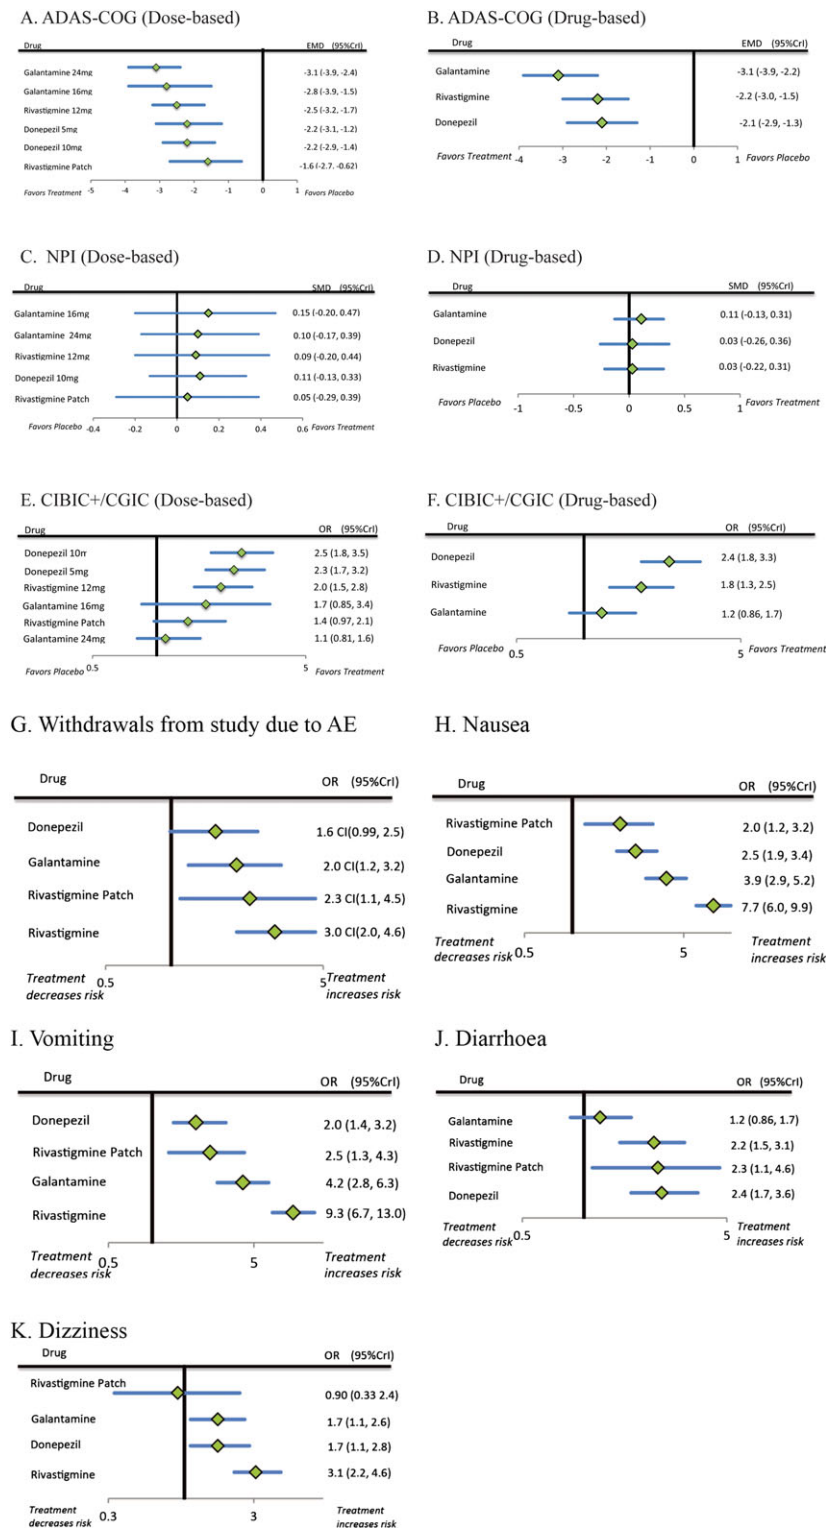 A. ADAS-COG (Dose-based)
Drug EMD (95%CrI)
Galantamine 24mg -3.1 (-3.9, -2.4)
Galantamine 16mg -2.8 (-3.9, -1.5)
Rivastigmine 12mg -2.5 (-3.2, -1.7)
Donepezil 5mg -2.2 (-3.1, -1.2)
Donepezil 10mg -2.2 (-2.9, -1.4)
Rivastigmine Patch -1.6 (-2.7. -0.62)
Favors Treatment -5 -4 -3 -2 -1 0 1 Favors Placebo
B. ADAS-COG (Drug-based)
Drug EMD (95%CrI)
Galantamine -3.1 (-3.9, -2.2)
Rivastigmine -2.2 (-3.0, -1.5)
Donepezil -2.1 (-2.9, -1.3)
Favors Treatment -4 -3 -2 -1 0 1 Favors Placebo
C. NPI (Dose-based)
Drug SMD (95%CrI)
Galantamine 16mg 0.15 (-0.20, 0.47)
Galantamine 24mg 0.10 (-0.17, 0.39)
Rivastigmine 12mg 0.09 (-0.20, 0.44)
Donepezil 10mg 0.11 (-0.13, 0.33)
Rivastigmine Patch 0.05 (-0.29, 0.39)
Favors Placebo -0.4 -0.2 0 0.2 0.4 0.6 Favors Treatment
D. NPI (Drug-based)
Drug SMD (95%CrI)
Galantamine 0.11 (-0.13, 0.31)
Donepezil 0.03 (-0.26, 0.36)
Rivastigmine 0.03 (-0.22, 0.31)
Favors Placebo -1 -0.5 0 0.5 1 Favors Treatment
E. CIBIC+/CGIC (Dose-based)
Drug OR (95%CrI)
Donepezil 10m 2.5 (1.8, 3.5)
Donepezil 5mg 2.3 (1.7, 3.2)
Rivastigmine 12mg 2.0 (1.5, 2.8)
Galantamine 16mg 1.7 (0.85, 3.4)
Rivastigmine Patch 1.4 (0.97, 2.1)
Galantamine 24mg 1.1 (0.81, 1.6)
Favors Placebo 0.5 5 Favors Treatment
F. CIBIC+/CGIC (Drug-based)
Drug OR (95%CrI)
Donepezil 2.4 (1.8, 3.3)
Rivastigmine 1.8 (1.3, 2.5)
Galantamine 1.2 (0.86, 1.7)
Favors Placebo 0.5 5 Favors Treatment
G. Withdrawals from study due to AE
Drug OR (95%CrI)
Donepezil 1.6 CI(0.99, 2.5)
Galantamine 2.0 CI(1.2, 3.2)
Rivastigmine Patch 2.3 CI(1.1, 4.5)
Rivastigmine 3.0 CI(2.0, 4.6)
Treatment 0.5 5 Treatment
decreases risk increases risk
H. Nausea
Drug OR (95%CrI)
Rivastigmine Patch 2.0 (1.2, 3.2)
Donepezil 2.5 (1.9, 3.4)
Galantamine 3.9 (2.9, 5.2)
Rivastigmine 7.7 (6.0, 9.9)
Treatment 0.5 5 Treatment
decreases risk increases risk
I. Vomiting
Drug OR (95%CrI)
Donepezil 2.0 (1.4, 3.2)
Rivastigmine Patch 2.5 (1.3, 4.3)
Galantamine 4.2 (2.8, 6.3)
Rivastigmine 9.3 (6.7, 13.0)
Treatment 0.5 5 Treatment
decreases risk increases risk
J. Diarrhoea
Drug OR (95%CrI)
Galantamine 1.2 (0.86, 1.7)
Rivastigmine 2.2 (1.5, 3.1)
Rivastigmine Patch 2.3 (1.1, 4.6)
Donepezil 2.4 (1.7, 3.6)
Treatment 0.5 5 Treatment
decreases risk increases risk
K. Dizziness
Drug OR (95%CrI)
Rivastigmine Patch 0.90 (0.33 2.4)
Galantamine 1.7 (1.1, 2.6)
Donepezil 1.7 (1.1, 2.8)
Rivastigmine 3.1 (2.2, 4.6)
Treatment 0.3 3 Treatment
decreases risk increases risk